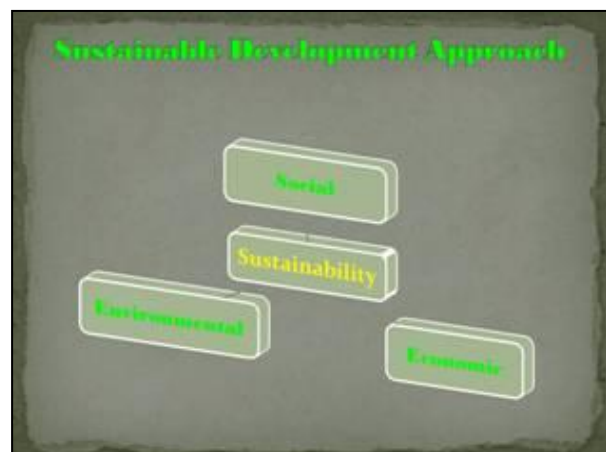 Sustainable Development Approach
Social
Sustainability
Environmental
Economic